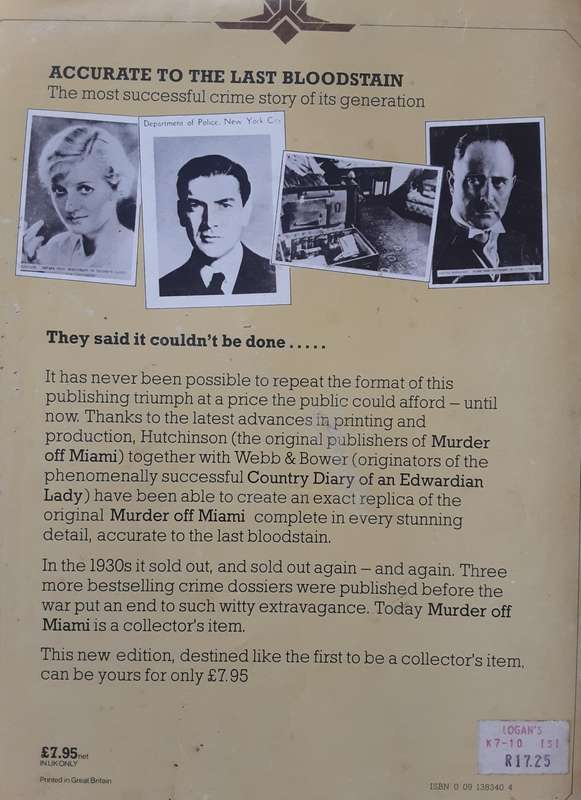 ACCURATE TO THE LAST BLOODSTAIN
The most successful crime story of its generation
Department of Police, New York City
They said it couldn't be done .....
It has never been possible to repeat the format of this
publishing triumph at a price the public could afford – until
now. Thanks to the latest advances in printing and
production, Hutchinson (the original publishers of Murder
off Miami) together with Webb & Bower (originators of the
phenomenally successful Country Diary of an Edwardian
Lady) have been able to create an exact replica of the
original Murder off Miami complete in every stunning
detail, accurate to the last bloodstain.
In the 1930s it sold out, and sold out again – and again. Three
more bestselling crime dossiers were published before the
war put an end to such witty extravagance. Today Murder off
Miami is a collector's item.
This new edition, destined like the first to be a collector's item,
can be yours for only £7.95
£7.95 net
IN UK ONLY
Printed in Great Britain
LOGAN'S
K7-10 [S]
R17.25
ISBN 0 09 138340 4